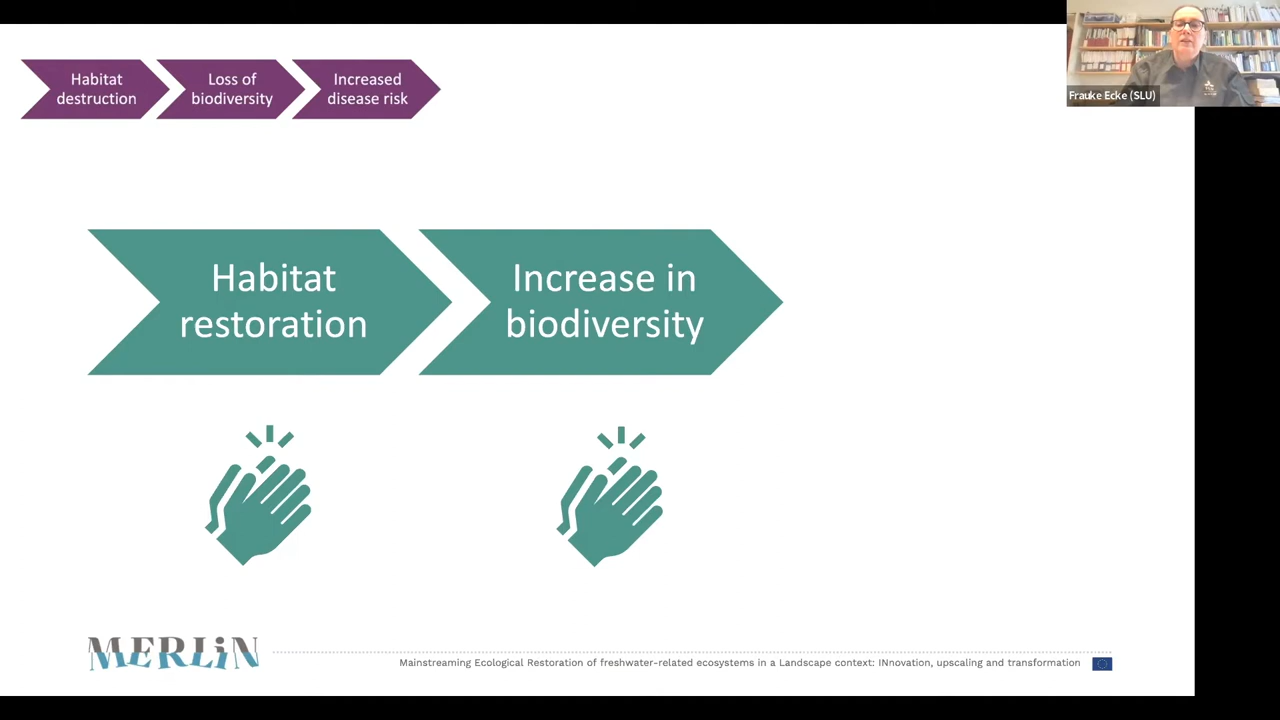 Habitat
destruction
Loss of
biodiversity
Increased
disease risk
Frauke Ecke (SLU)
Habitat
restoration
Increase in
biodiversity
MERLiN
Mainstreaming Ecological Restoration of freshwater-related ecosystems in a Landscape context: INnovation, upscaling and transformation